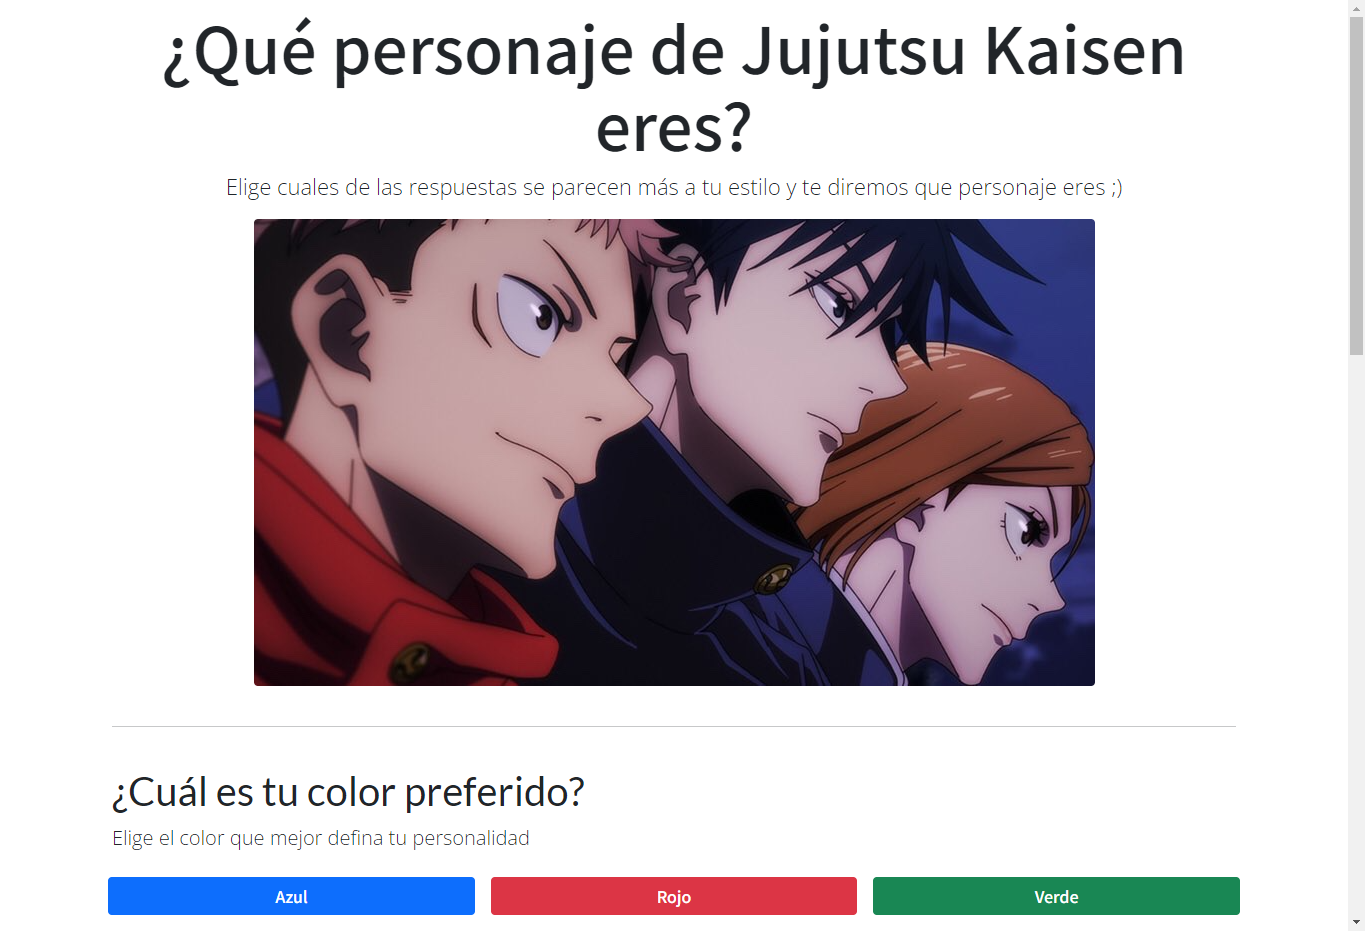 ¿Qué personaje de Jujutsu Kaisen
eres?
Elige cuales de las respuestas se parecen más a tu estilo y te diremos que personaje eres ;)
¿Cuál es tu color preferido?
Elige el color que mejor defina tu personalidad
Azul
Rojo
Verde